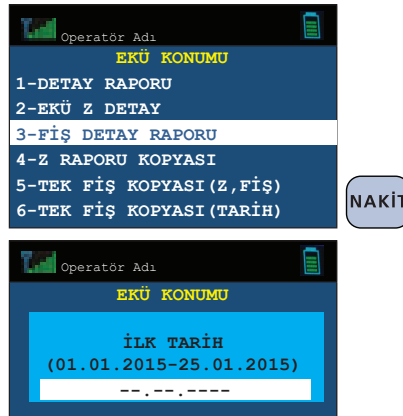 Operatör Adı
EKÜ KONUMU
1-DETAY RAPORU
2-EKÜ Z DETAY
3-FİŞ DETAY RAPORU
4-Z RAPORU KOPYASI
5-TEK FİŞ KOPYASI(Z,FİŞ)
6-TEK FİŞ KOPYASI(TARİH)
NAKİT
Operatör Adı
EKÜ KONUMU
İLK TARİH
(01.01.2015-25.01.2015)
--.--.----